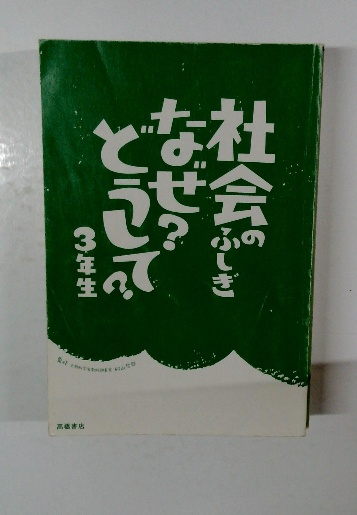 社会のふしぎ
なぜ?
どうして?
3年生
高橋書店